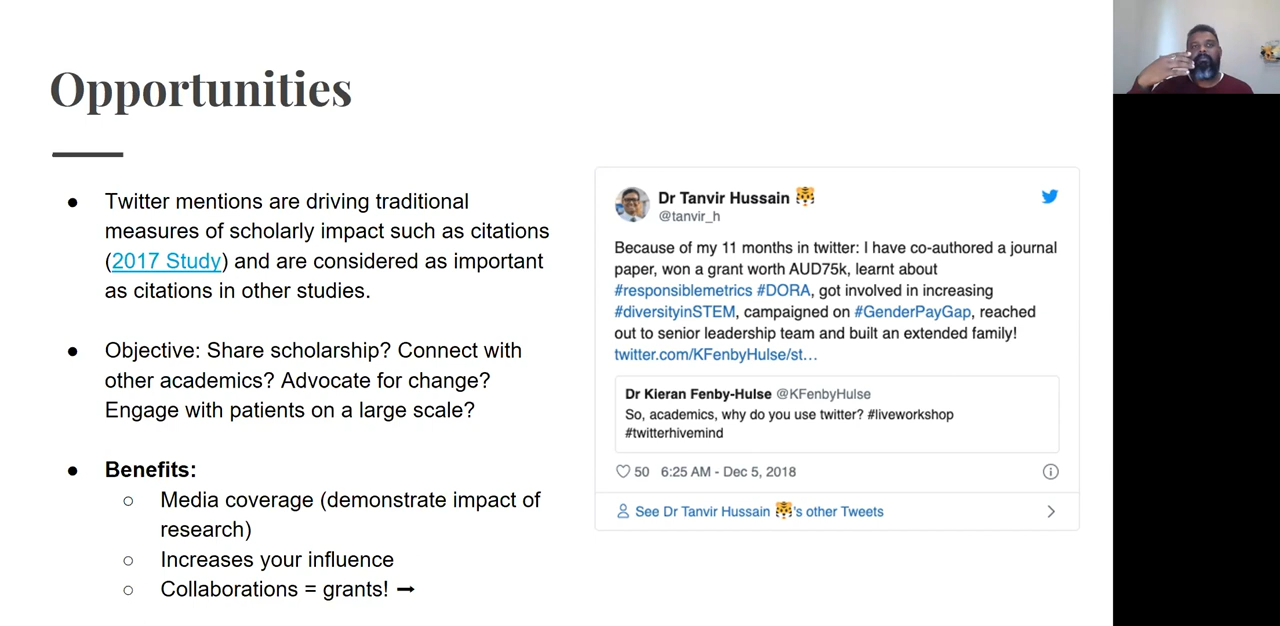 Opportunities
● Twitter mentions are driving traditional
measures of scholarly impact such as citations
(2017 Study) and are considered as important
as citations in other studies.
● Objective: Share scholarship? Connect with
other academics? Advocate for change?
Engage with patients on a large scale?
● Benefits:
○ Media coverage (demonstrate impact of
research)
○ Increases your influence
○ Collaborations = grants! ➞
Dr Tanvir Hussain 🐯
@tanvir_h
Because of my 11 months in twitter: I have co-authored a journal
paper, won a grant worth AUD75k, learnt about
#responsiblemetrics #DORA, got involved in increasing
#diversityinSTEM, campaigned on #GenderPayGap, reached
out to senior leadership team and built an extended family!
twitter.com/KFenbyHulse/st…
Dr Kieran Fenby-Hulse @KFenbyHulse
So, academics, why do you use twitter? #liveworkshop
#twitterhivemind
50 6:25 AM - Dec 5, 2018
See Dr Tanvir Hussain 🐯's other Tweets